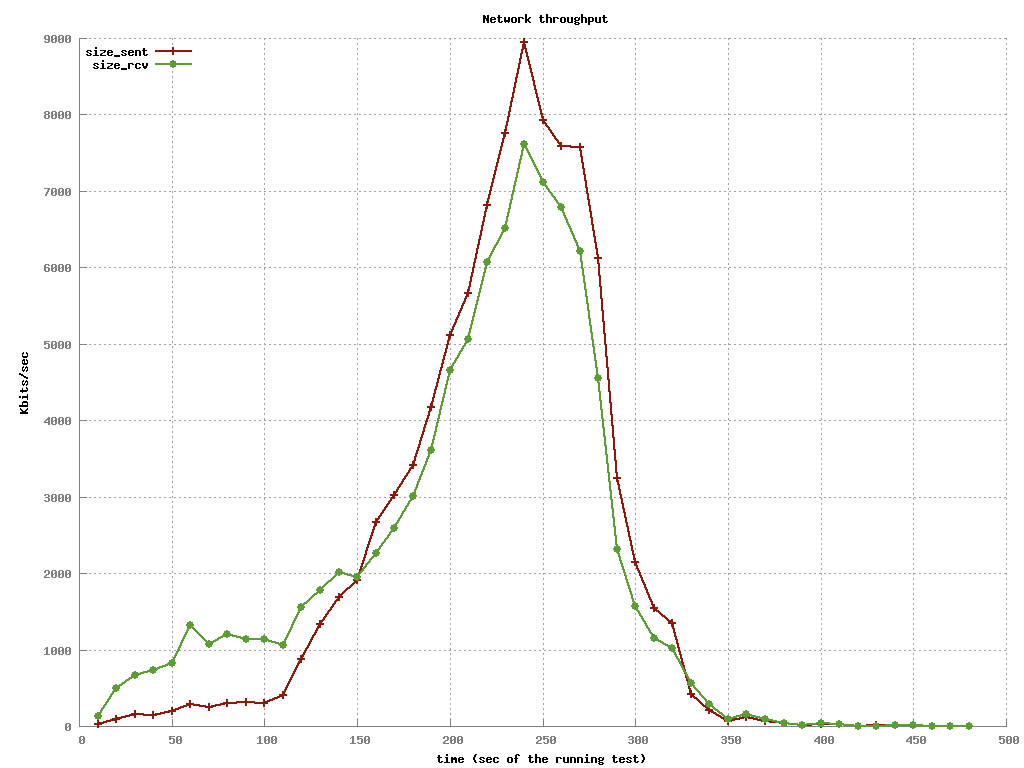 Network throughput
size_sent
size_rcv
9000
8000
7000
6000
5000
4000
3000
2000
1000
0
Kbits/sec
0 50 100 150 200 250 300 350 400 450 500
time (sec of the running test)